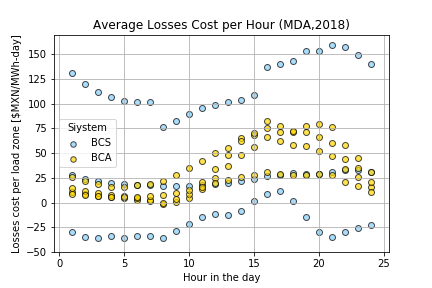 Average Losses Cost per Hour (MDA,2018)
Losses cost per load zone [$MXN/MWh-day]
150
125
100
75
50
25
0
−25
−50
Siystem
BCS
BCA
0
5
10
15
20
25
Hour in the day